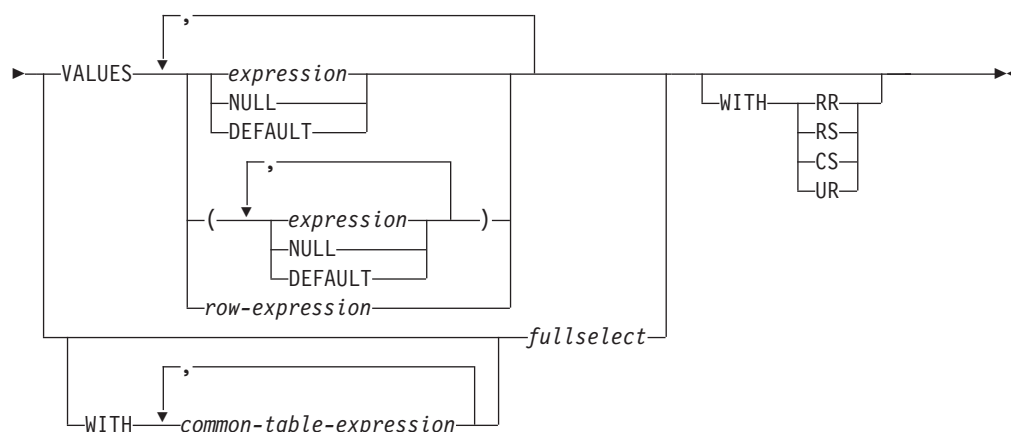 ,
VALUES expression
NULL
DEFAULT
,
( expression )
NULL
DEFAULT
row-expression
WITH RR
RS
CS
UR
fullselect
,
WITH common-table-expression